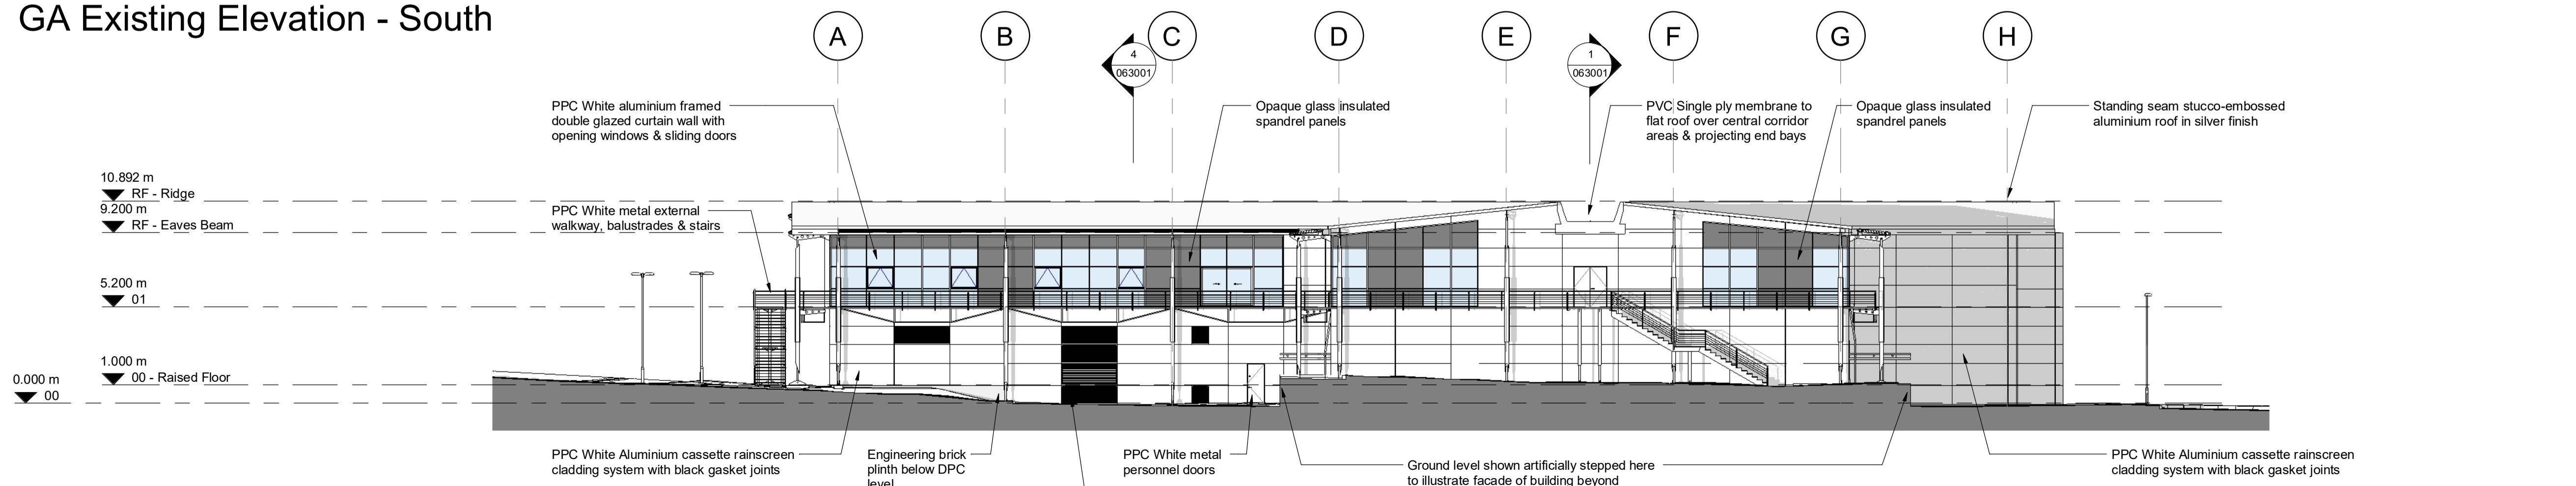 GA Existing Elevation - South
A
B
C
D
E
F
G
H
4
063001
1
063001
PPC White aluminium framed
double glazed curtain wall with
opening windows & sliding doors
Opaque glass insulated
spandrel panels
PVC Single ply membrane to
flat roof over central corridor
areas & projecting end bays
Opaque glass insulated
spandrel panels
Standing seam stucco-embossed
aluminium roof in silver finish
10.892 m
RF - Ridge
9.200 m
RF - Eaves Beam
PPC White metal external
walkway, balustrades & stairs
5.200 m
01
1.000 m
00 - Raised Floor
0.000 m
00
PPC White Aluminium cassette rainscreen
cladding system with black gasket joints
Engineering brick
plinth below DPC
level
PPC White metal
personnel doors
Ground level shown artificially stepped here
to illustrate facade of building beyond
PPC White Aluminium cassette rainscreen
cladding system with black gasket joints